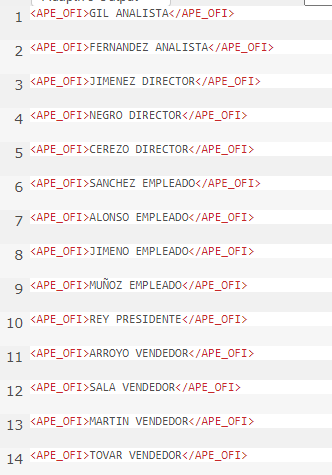 1 <APE_OFI>GIL ANALISTA</APE_OFI>
2 <APE_OFI>FERNANDEZ ANALISTA</APE_OFI>
3 <APE_OFI>JIMENEZ DIRECTOR</APE_OFI>
4 <APE_OFI>NEGRO DIRECTOR</APE_OFI>
5 <APE_OFI>CEREZO DIRECTOR</APE_OFI>
6 <APE_OFI>SANCHEZ EMPLEADO</APE_OFI>
7 <APE_OFI>ALONSO EMPLEADO</APE_OFI>
8 <APE_OFI>JIMENO EMPLEADO</APE_OFI>
9 <APE_OFI>MUÑOZ EMPLEADO</APE_OFI>
10 <APE_OFI>REY PRESIDENTE</APE_OFI>
11 <APE_OFI>ARROYO VENDEDOR</APE_OFI>
12 <APE_OFI>SALA VENDEDOR</APE_OFI>
13 <APE_OFI>MARTIN VENDEDOR</APE_OFI>
14 <APE_OFI>TOVAR VENDEDOR</APE_OFI>